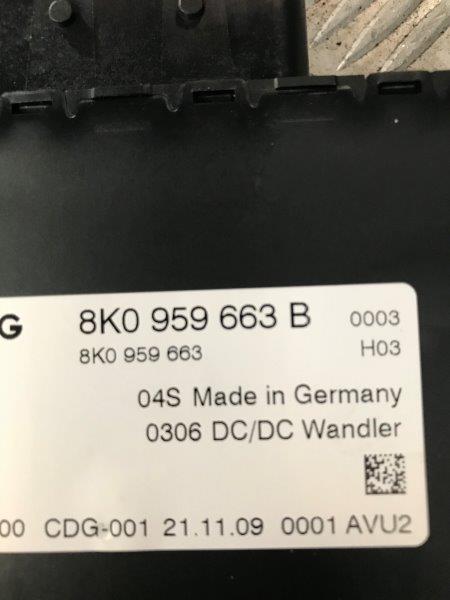 G 8K0 959 663 B 0003
8K0 959 663 H03
04S Made in Germany
0306 DC/DC Wandler
00 CDG-001 21.11.09 0001 AVU2